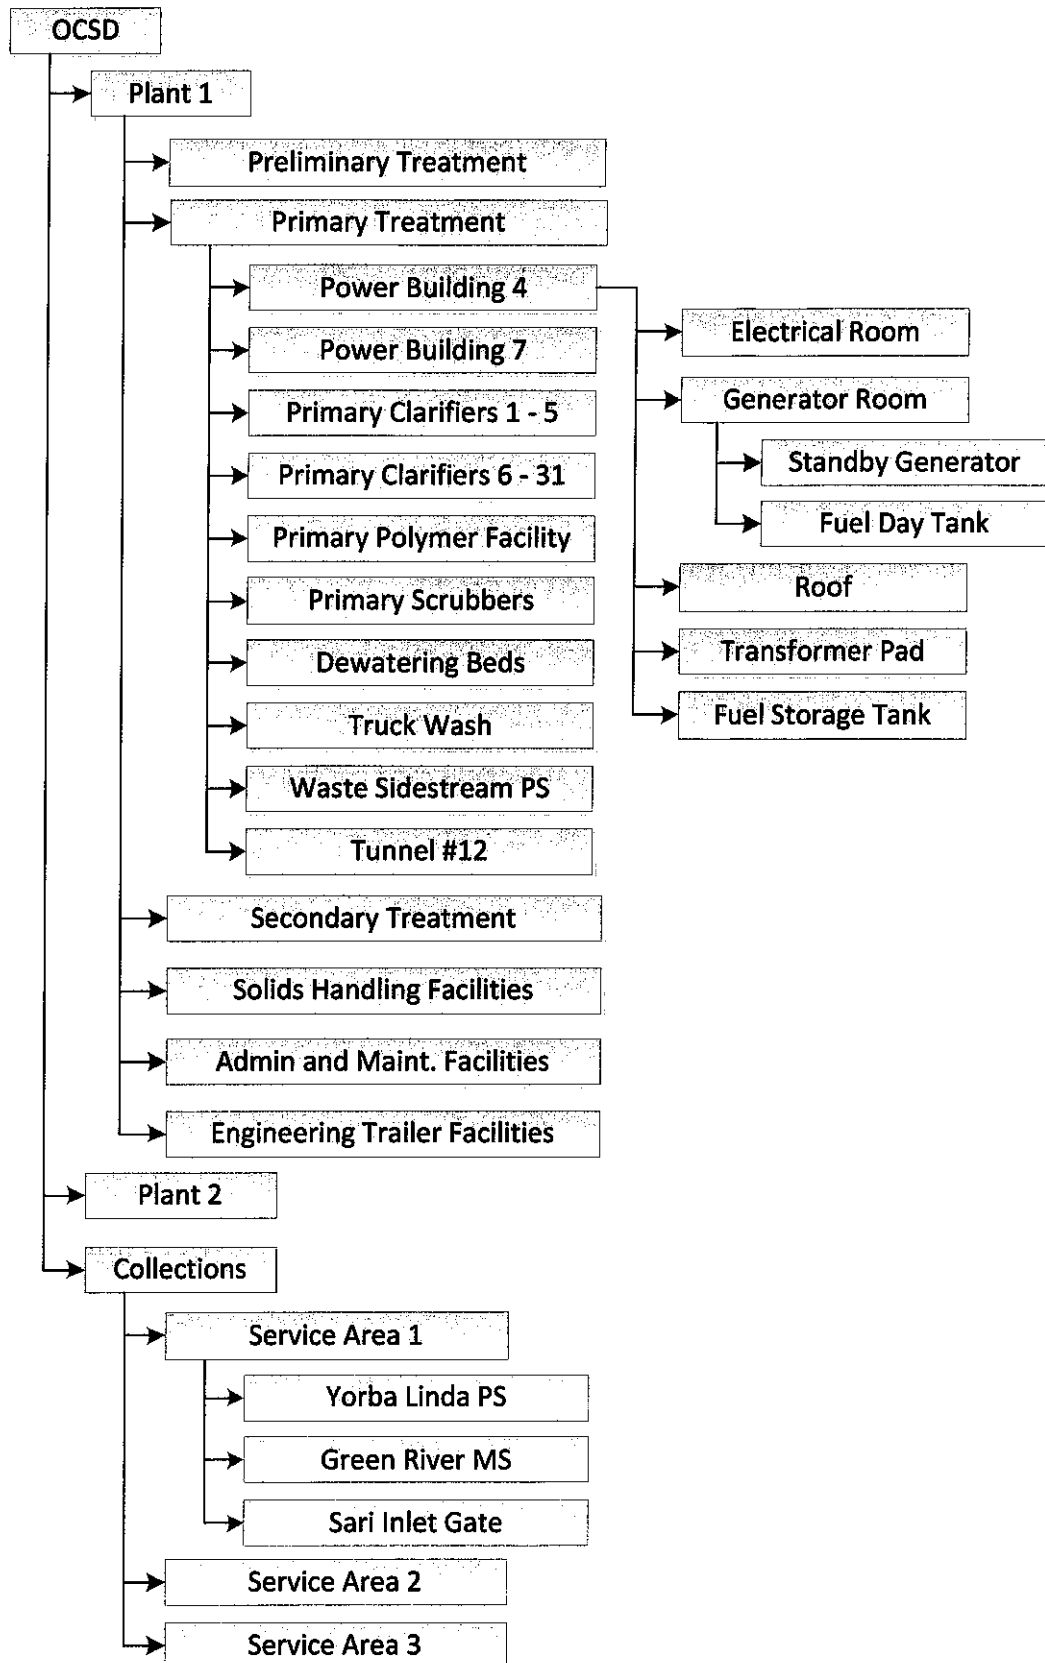 OCSD
Plant 1
Preliminary Treatment
Primary Treatment
Power Building 4
Electrical Room
Generator Room
Standby Generator
Fuel Day Tank
Roof
Transformer Pad
Fuel Storage Tank
Power Building 7
Primary Clarifiers 1 - 5
Primary Clarifiers 6 - 31
Primary Polymer Facility
Primary Scrubbers
Dewatering Beds
Truck Wash
Waste Sidestream PS
Tunnel #12
Secondary Treatment
Solids Handling Facilities
Admin and Maint. Facilities
Engineering Trailer Facilities
Plant 2
Collections
Service Area 1
Yorba Linda PS
Green River MS
Sari Inlet Gate
Service Area 2
Service Area 3